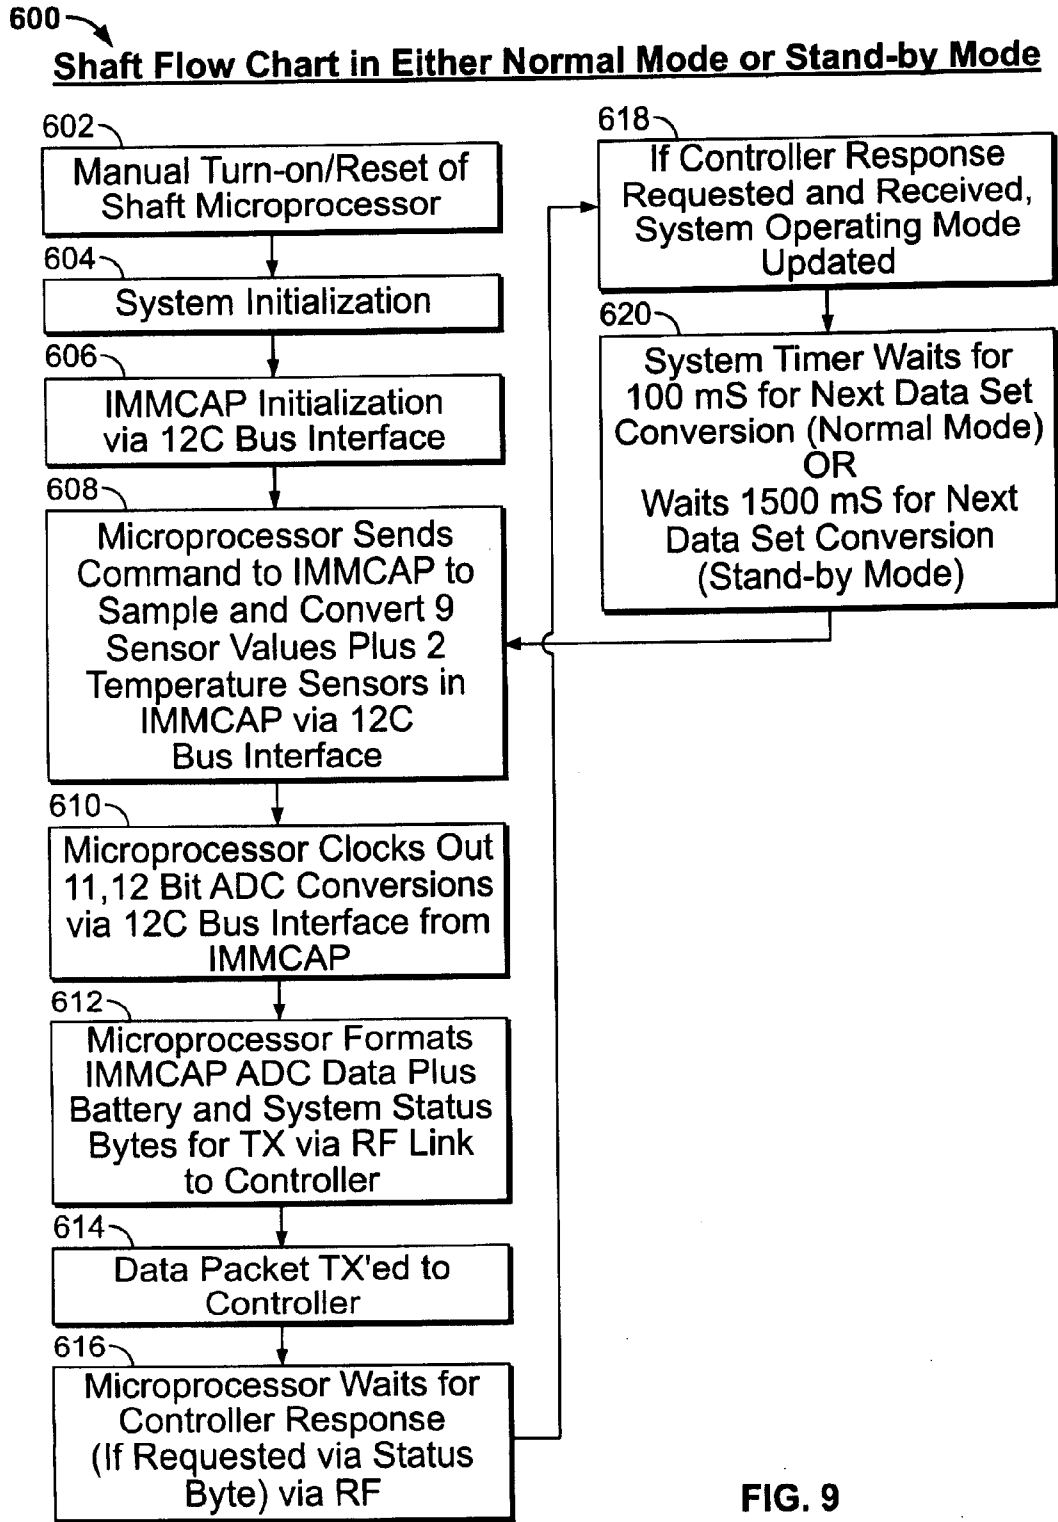 600
Shaft Flow Chart in Either Normal Mode or Stand-by Mode
602
Manual Turn-on/Reset of
Shaft Microprocessor
604
System Initialization
606
IMMCAP Initialization
via 12C Bus Interface
608
Microprocessor Sends
Command to IMMCAP to
Sample and Convert 9
Sensor Values Plus 2
Temperature Sensors in
IMMCAP via 12C
Bus Interface
610
Microprocessor Clocks Out
11,12 Bit ADC Conversions
via 12C Bus Interface from
IMMCAP
612
Microprocessor Formats
IMMCAP ADC Data Plus
Battery and System Status
Bytes for TX via RF Link
to Controller
614
Data Packet TX'ed to
Controller
616
Microprocessor Waits for
Controller Response
(If Requested via Status
Byte) via RF
618
If Controller Response
Requested and Received,
System Operating Mode
Updated
620
System Timer Waits for
100 mS for Next Data Set
Conversion (Normal Mode)
OR
Waits 1500 mS for Next
Data Set Conversion
(Stand-by Mode)
FIG. 9